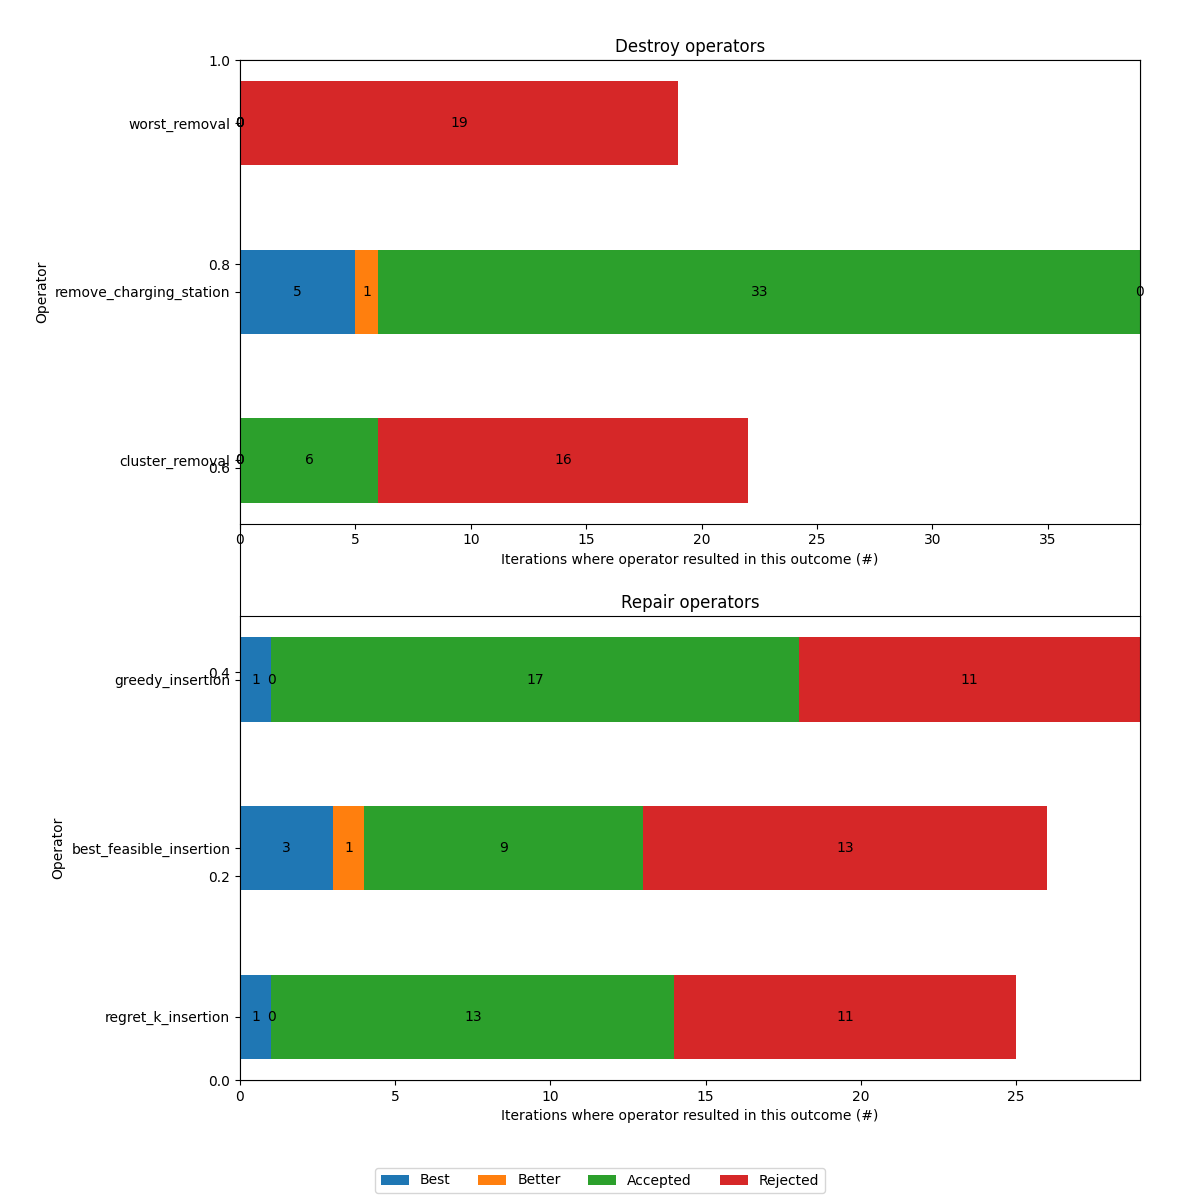 Destroy operators
1.0
worst_removal 0 19
0.8
Operator
remove_charging_station 5 1 33 0
cluster_removal 0 6 16
0.6
0 5 10 15 20 25 30 35
Iterations where operator resulted in this outcome (#)
Repair operators
0.4
greedy_insertion 1 0 17 11
Operator
best_feasible_insertion 3 1 9 13
0.2
regret_k_insertion 1 0 13 11
0.0
0 5 10 15 20 25
Iterations where operator resulted in this outcome (#)
Best Better Accepted Rejected